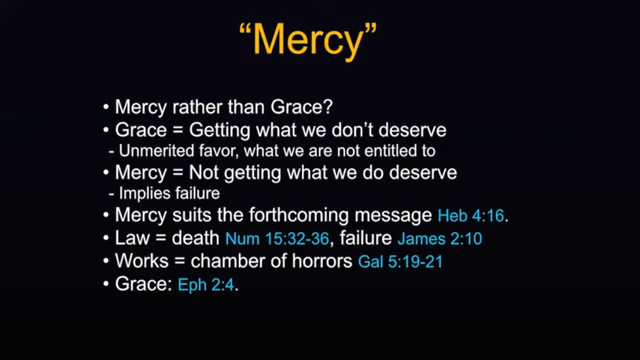 “Mercy”
• Mercy rather than Grace?
• Grace = Getting what we don’t deserve
- Unmerited favor, what we are not entitled to
• Mercy = Not getting what we do deserve
- Implies failure
• Mercy suits the forthcoming message Heb 4:16.
• Law = death Num 15:32-36, failure James 2:10
• Works = chamber of horrors Gal 5:19-21
• Grace: Eph 2:4.